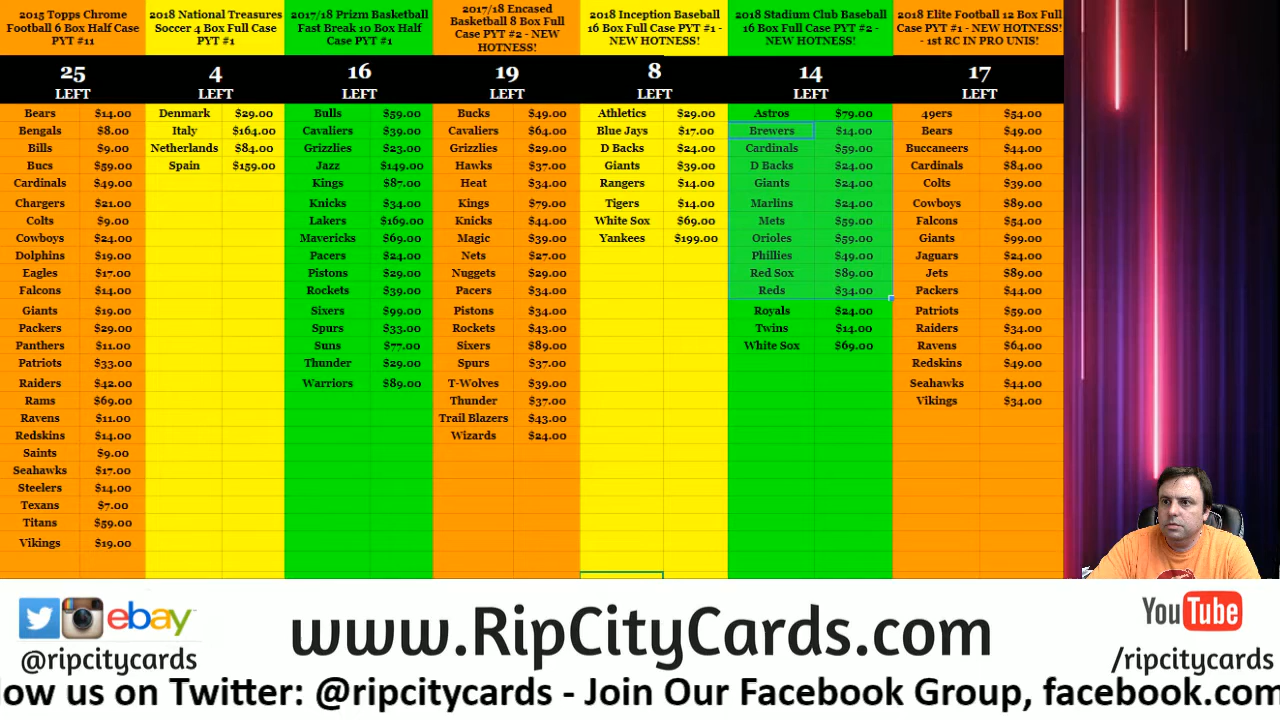 2015 Topps Chrome
Football 6 Box Half Case
PYT #11
25
LEFT
Bears $14.00
Bengals $8.00
Bills $9.00
Bucs $59.00
Cardinals $49.00
Chargers $21.00
Colts $9.00
Cowboys $24.00
Dolphins $19.00
Eagles $17.00
Falcons $14.00
Giants $19.00
Packers $29.00
Panthers $11.00
Patriots $33.00
Raiders $42.00
Rams $69.00
Ravens $11.00
Redskins $14.00
Saints $9.00
Seahawks $17.00
Steelers $14.00
Texans $7.00
Titans $59.00
Vikings $19.00
2018 National Treasures
Soccer 4 Box Full Case
PYT #1
4
LEFT
Denmark $29.00
Italy $164.00
Netherlands $84.00
Spain $159.00
2017/18 Prizm Basketball
Fast Break 10 Box Half
Case PYT #1
16
LEFT
Bulls $59.00
Cavaliers $39.00
Grizzlies $23.00
Jazz $149.00
Kings $87.00
Knicks $34.00
Lakers $169.00
Mavericks $69.00
Pacers $24.00
Pistons $29.00
Rockets $39.00
Sixers $99.00
Spurs $33.00
Suns $77.00
Thunder $29.00
Warriors $89.00
2017/18 Encased
Basketball 8 Box Full
Case PYT #2 - NEW
HOTNESS!
19
LEFT
Bucks $49.00
Cavaliers $64.00
Grizzlies $29.00
Hawks $37.00
Heat $34.00
Kings $79.00
Knicks $44.00
Magic $39.00
Nets $27.00
Nuggets $29.00
Pacers $34.00
Pistons $34.00
Rockets $43.00
Sixers $89.00
Spurs $37.00
T-Wolves $39.00
Thunder $37.00
Trail Blazers $43.00
Wizards $24.00
2018 Inception Baseball
16 Box Full Case PYT #1 -
NEW HOTNESS!
8
LEFT
Athletics $29.00
Blue Jays $17.00
D Backs $24.00
Giants $39.00
Rangers $14.00
Tigers $14.00
White Sox $69.00
Yankees $199.00
2018 Stadium Club Baseball
16 Box Full Case PYT #2 -
NEW HOTNESS!
14
LEFT
Astros $79.00
Brewers $14.00
Cardinals $59.00
D Backs $24.00
Giants $24.00
Marlins $24.00
Mets $59.00
Orioles $59.00
Phillies $49.00
Red Sox $89.00
Reds $34.00
Royals $24.00
Twins $14.00
White Sox $69.00
2018 Elite Football 12 Box Full
Case PYT #1 - NEW HOTNESS!
- 1st RC IN PRO UNIS!
17
LEFT
49ers $54.00
Bears $49.00
Buccaneers $44.00
Cardinals $84.00
Colts $39.00
Cowboys $89.00
Falcons $54.00
Giants $99.00
Jaguars $24.00
Jets $89.00
Packers $44.00
Patriots $59.00
Raiders $34.00
Ravens $64.00
Redskins $49.00
Seahawks $44.00
Vikings $34.00
ebay
@ripcitycards
www.RipCityCards.com
YouTube
/ripcitycards
low us on Twitter: @ripcitycards - Join Our Facebook Group, facebook.com